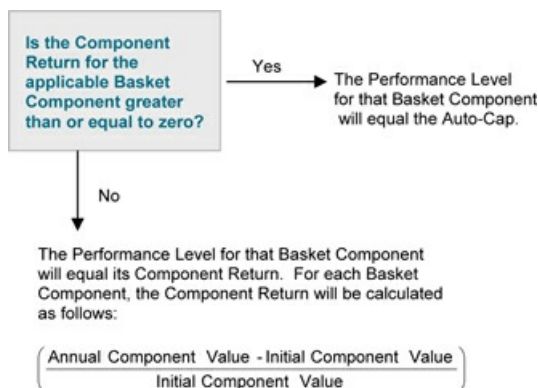 Is the Component
Return for the
applicable Basket
Component greater
than or equal to zero?
Yes
The Performance Level
for that Basket Component
will equal the Auto-Cap.
No
The Performance Level for that Basket Component
will equal its Component Return. For each Basket
Component, the Component Return will be calculated
as follows:
Annual Component Value - Initial Component Value
Initial Component Value